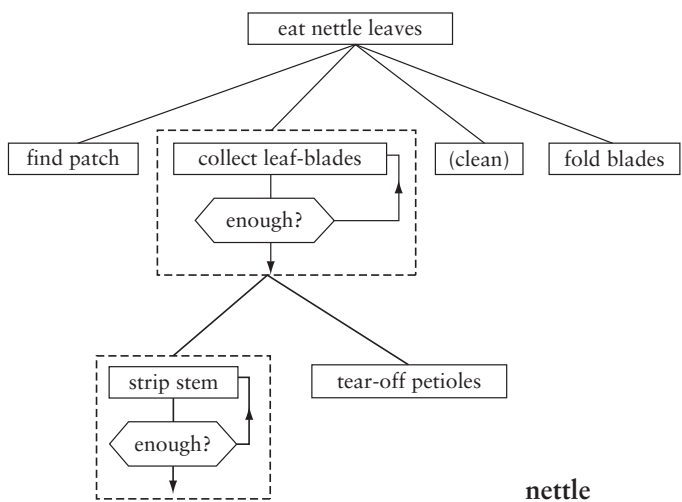 eat nettle leaves
find patch
collect leaf-blades
(clean)
fold blades
enough?
strip stem
tear-off petioles
enough?
nettle